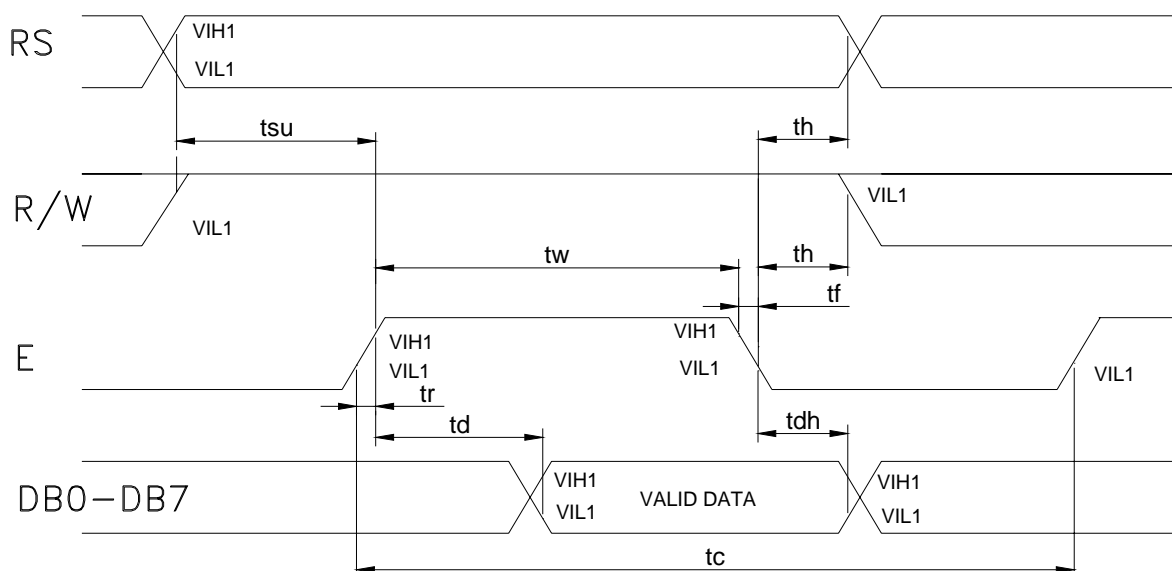 RS
VIH1
VIL1
tsu
th
R/W
VIL1
VIL1
tw
th
tf
E
VIH1
VIL1
VIH1
VIL1
VIL1
tr
td
tdh
DB0-DB7
VIH1
VIL1
VALID DATA
VIH1
VIL1
tc